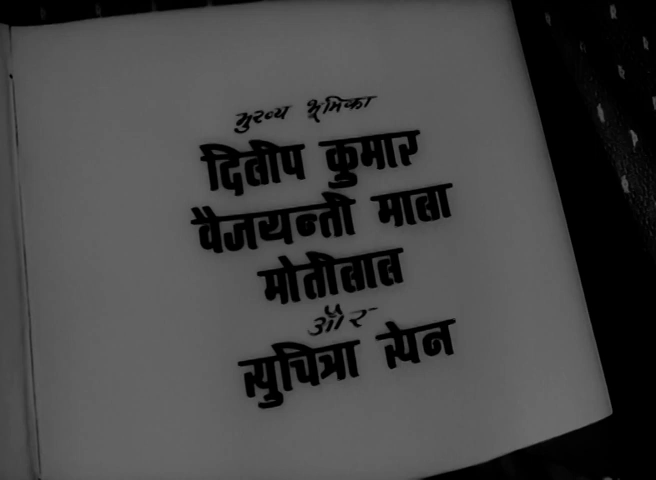 मुख्य भूमिका
दिलीप कुमार
वैजयन्ती माला
मोतीलाल
और
सुचित्रा सेन